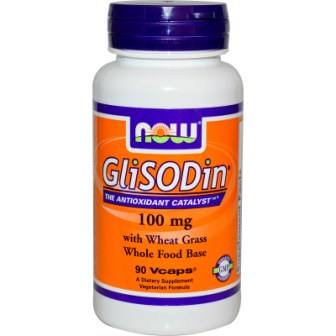 now
GliSODin®
THE ANTIOXIDANT CATALYST™
100 mg
with Wheat Grass
Whole Food Base
90 Vcaps®
A Dietary Supplement
Vegetarian Formula